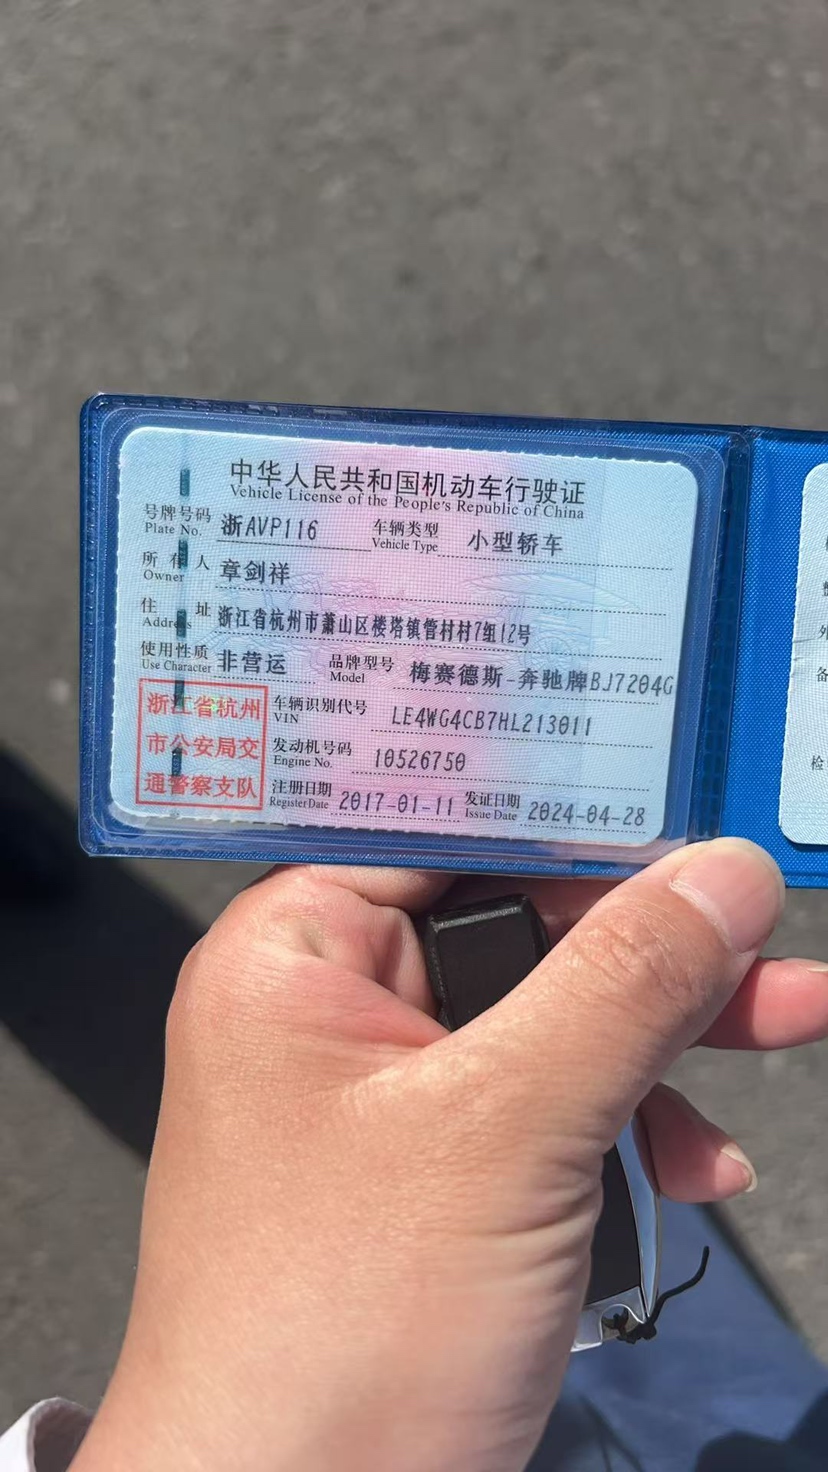 中华人民共和国机动车行驶证
Vehicle License of the People's Republic of China
号牌号码 浙AVP116 车辆类型 小型轿车
Plate No. Vehicle Type
所有人 章剑祥
Owner
住址 浙江省杭州市萧山区楼塔镇管村村7组12号
Address
使用性质 非营运 品牌型号 梅赛德斯-奔驰牌BJ7204G
Use Character Model
浙江省杭州
市公安局交
通警察支队
车辆识别代号 LE4WG4CB7HL213011
VIN
发动机号码 10526750
Engine No.
注册日期 2017-01-11 发证日期 2024-04-28
Register Date Issue Date
外
备
检